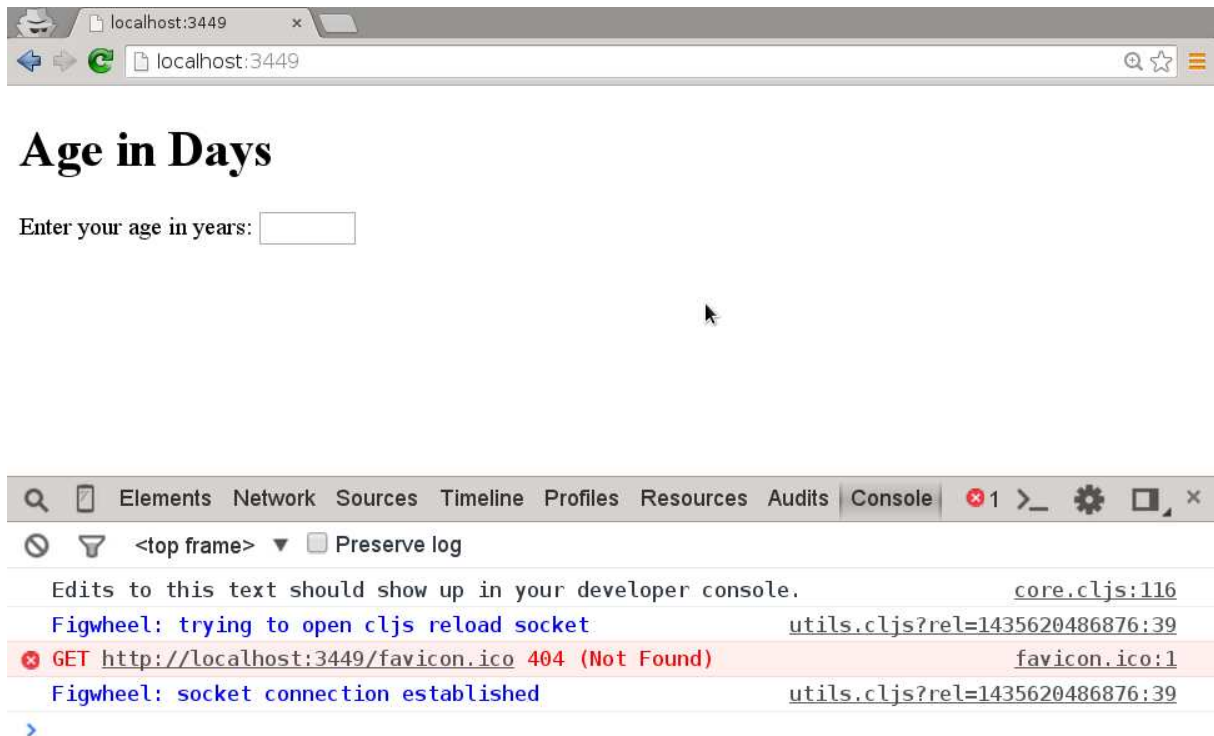 localhost:3449 ×
localhost:3449
Age in Days
Enter your age in years:
Elements Network Sources Timeline Profiles Resources Audits Console 1 ×
<top frame> ▼ Preserve log
Edits to this text should show up in your developer console. core.cljs:116
Figwheel: trying to open cljs reload socket utils.cljs?rel=1435620486876:39
GET http://localhost:3449/favicon.ico 404 (Not Found) favicon.ico:1
Figwheel: socket connection established utils.cljs?rel=1435620486876:39
>